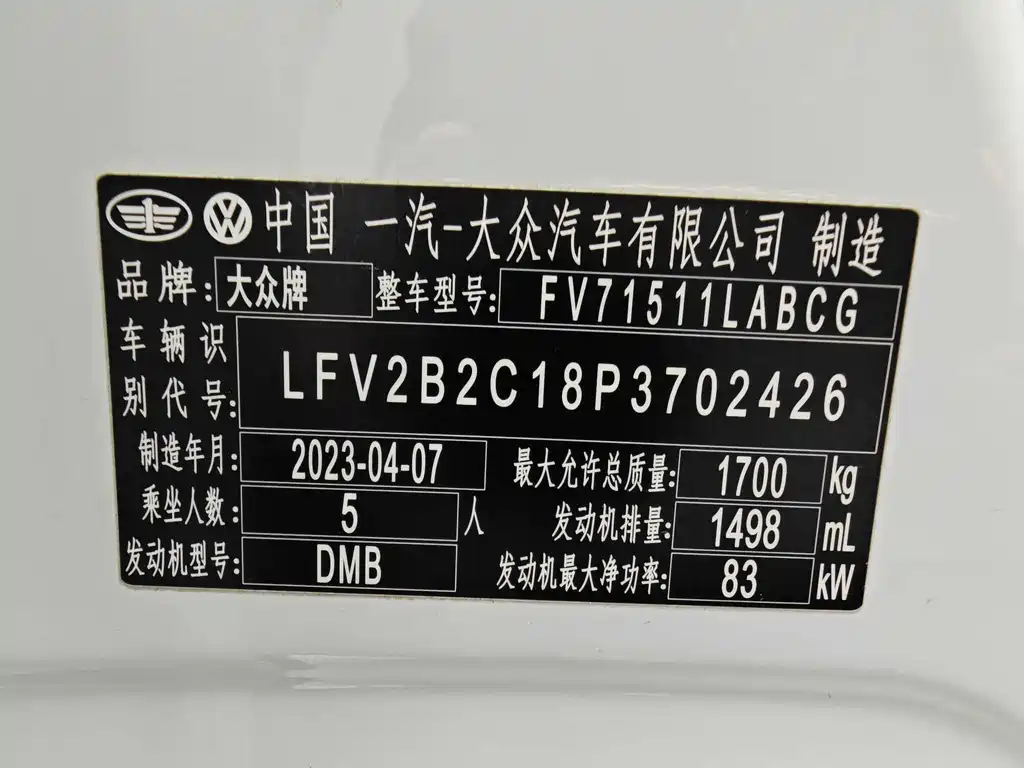 中国 一汽-大众汽车有限公司 制造
品牌: 大众牌 整车型号: FV71511LABCG
车辆识
别代号: LFV2B2C18P3702426
制造年月: 2023-04-07 最大允许总质量: 1700 kg
乘坐人数: 5 人 发动机排量: 1498 mL
发动机型号: DMB 发动机最大净功率: 83 kW